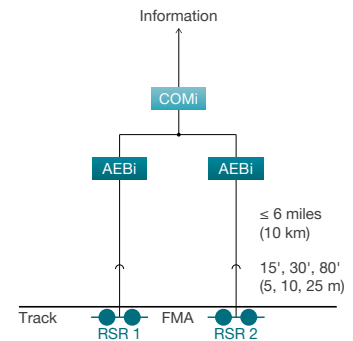 Information
COMi
AEBi AEBi
≤ 6 miles
(10 km)
15', 30', 80'
(5, 10, 25 m)
Track FMA
RSR 1 RSR 2